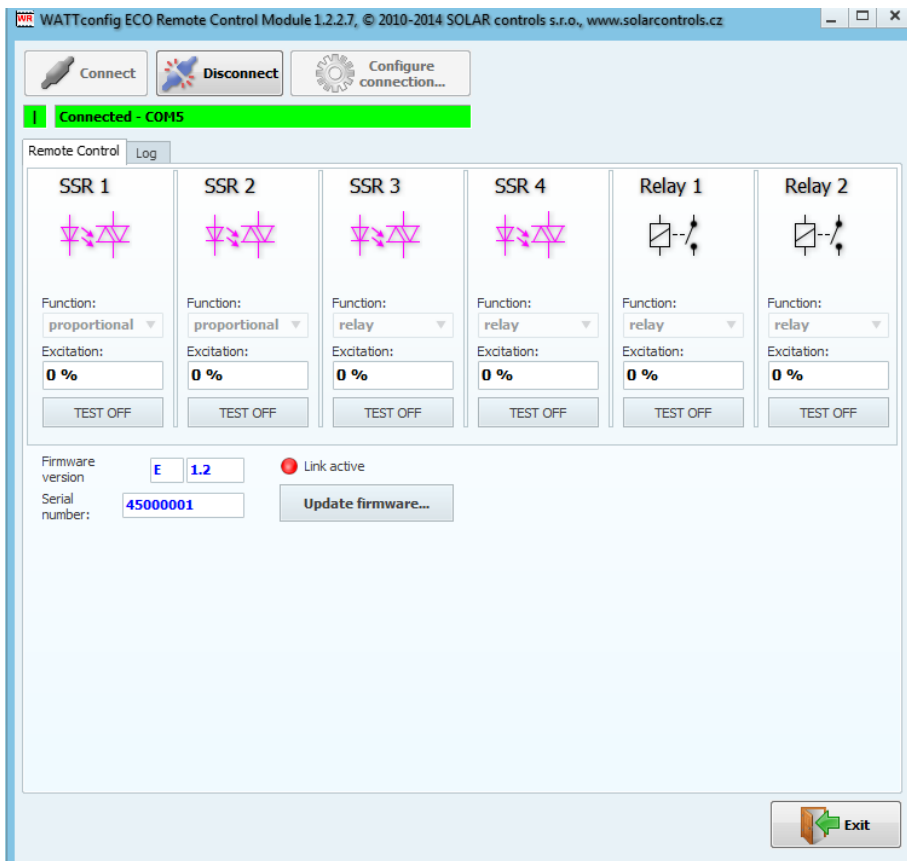 WR WATTconfig ECO Remote Control Module 1.2.2.7, © 2010-2014 SOLAR controls s.r.o., www.solarcontrols.cz
Connect Disconnect Configure connection...
Connected - COM5
Remote Control Log
SSR 1 SSR 2 SSR 3 SSR 4 Relay 1 Relay 2
Function: Function: Function: Function: Function: Function:
proportional proportional relay relay relay relay
Excitation: Excitation: Excitation: Excitation: Excitation: Excitation:
0 % 0 % 0 % 0 % 0 % 0 %
TEST OFF TEST OFF TEST OFF TEST OFF TEST OFF TEST OFF
Firmware version E 1.2 Link active
Serial number: 45000001 Update firmware...
Exit